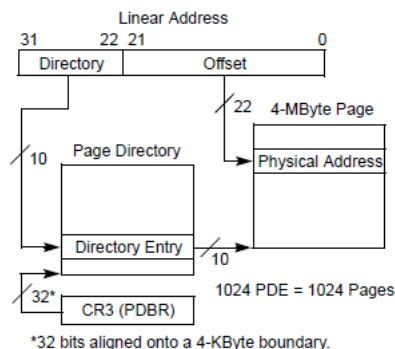 Linear Address
31 22 21 0
Directory Offset
22 4-MByte Page
10 Page Directory
Physical Address
Directory Entry
10
32*
CR3 (PDBR)
1024 PDE = 1024 Pages
*32 bits aligned onto a 4-KByte boundary.